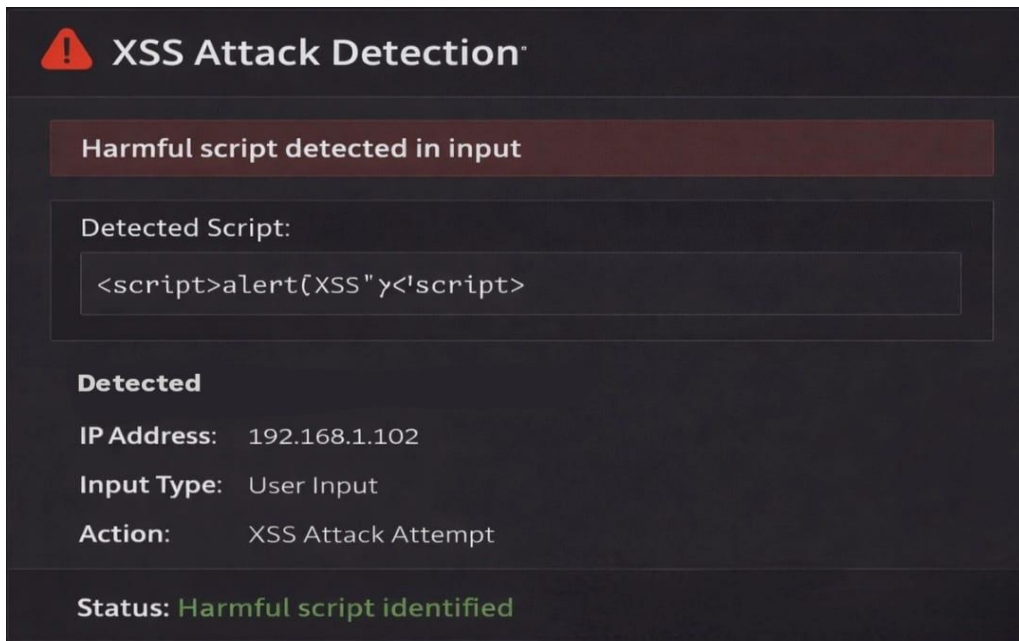 XSS Attack Detection
Harmful script detected in input
Detected Script:
<script>alert(XSS"y<'script>
Detected
IP Address: 192.168.1.102
Input Type: User Input
Action: XSS Attack Attempt
Status: Harmful script identified